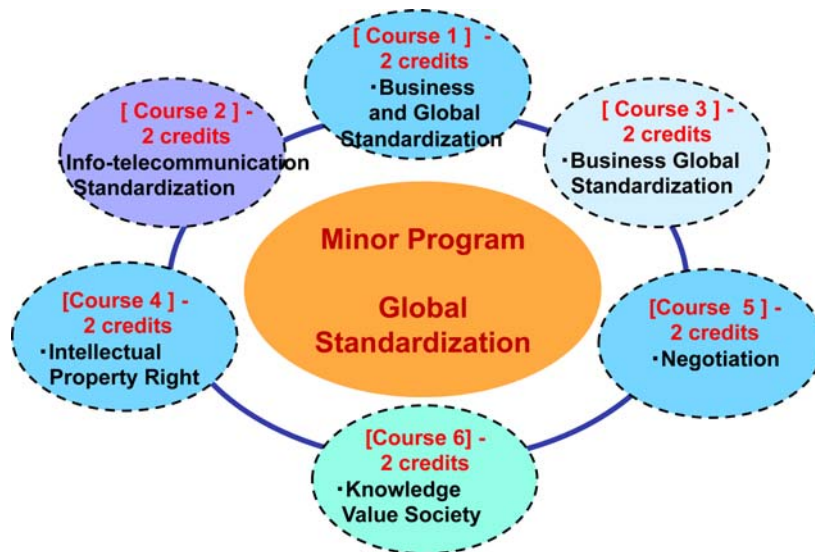 [ Course 1 ] -
2 credits
・Business
and Global
Standardization
[ Course 2 ] -
2 credits
・Info-telecommunication
Standardization
[ Course 3 ] -
2 credits
・Business Global
Standardization
Minor Program
Global
Standardization
[Course 4 ] -
2 credits
・Intellectual
Property Right
[Course 5 ] -
2 credits
・Negotiation
[Course 6] -
2 credits
・Knowledge
Value Society